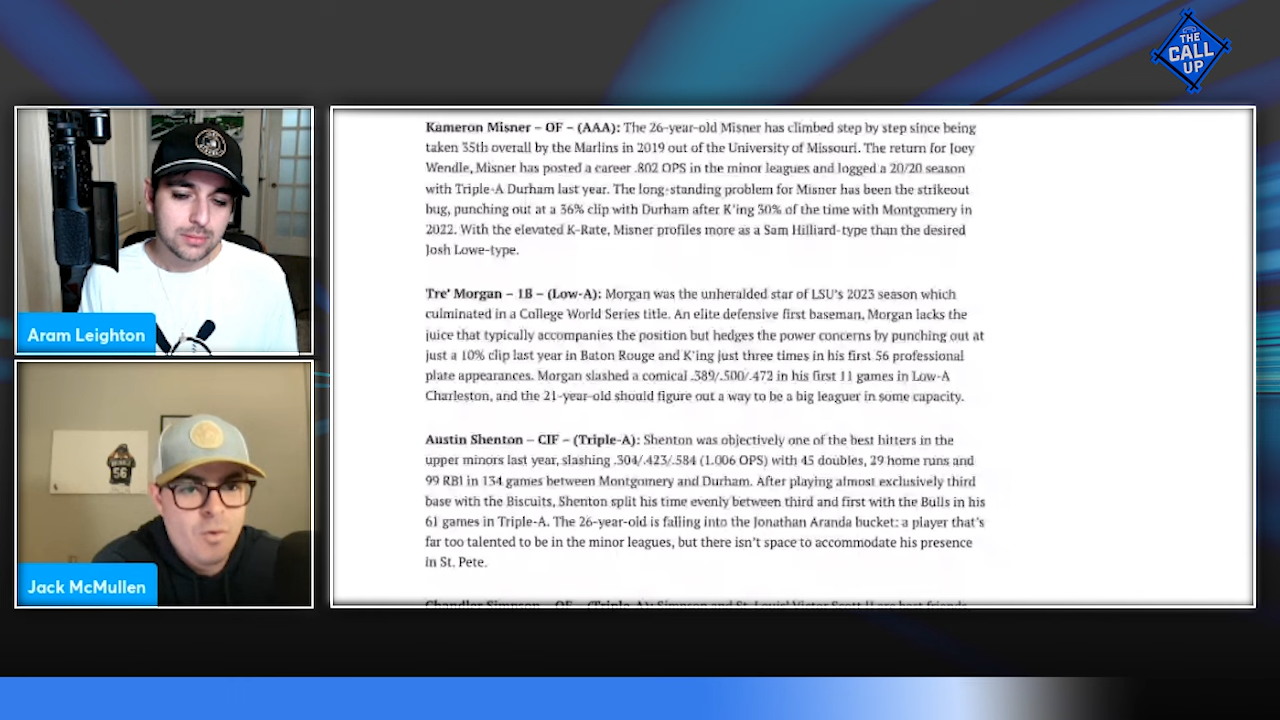 THE
CALL
UP
Aram Leighton
56
Jack McMullen
Kameron Misner – OF – (AAA): The 26-year-old Misner has climbed step by step since being
taken 35th overall by the Marlins in 2019 out of the University of Missouri. The return for Joey
Wendle, Misner has posted a career .802 OPS in the minor leagues and logged a 20/20 season
with Triple-A Durham last year. The long-standing problem for Misner has been the strikeout
bug, punching out at a 36% clip with Durham after K'ing 30% of the time with Montgomery in
2022. With the elevated K-Rate, Misner profiles more as a Sam Hilliard-type than the desired
Josh Lowe-type.
Tre' Morgan – 1B – (Low-A): Morgan was the unheralded star of LSU's 2023 season which
culminated in a College World Series title. An elite defensive first baseman, Morgan lacks the
juice that typically accompanies the position but hedges the power concerns by punching out at
just a 10% clip last year in Baton Rouge and K'ing just three times in his first 56 professional
plate appearances. Morgan slashed a comical .389/.500/.472 in his first 11 games in Low-A
Charleston, and the 21-year-old should figure out a way to be a big leaguer in some capacity.
Austin Shenton – CIF – (Triple-A): Shenton was objectively one of the best hitters in the
upper minors last year, slashing .304/.423/.584 (1.006 OPS) with 45 doubles, 29 home runs and
99 RBI in 134 games between Montgomery and Durham. After playing almost exclusively third
base with the Biscuits, Shenton split his time evenly between third and first with the Bulls in his
61 games in Triple-A. The 26-year-old is falling into the Jonathan Aranda bucket: a player that's
far too talented to be in the minor leagues, but there isn't space to accommodate his presence
in St. Pete.
Chandler Simpson – OF – (Triple-A): Simpson and St. Louis' Victor Scott II are best friends